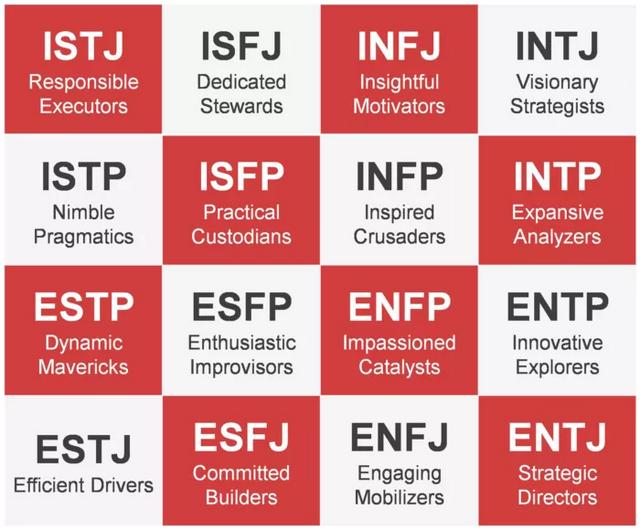 ISTJ
Responsible
Executors
ISFJ
Dedicated
Stewards
INFJ
Insightful
Motivators
INTJ
Visionary
Strategists
ISTP
Nimble
Pragmatics
ISFP
Practical
Custodians
INFP
Inspired
Crusaders
INTP
Expansive
Analyzers
ESTP
Dynamic
Mavericks
ESFP
Enthusiastic
Improvisors
ENFP
Impassioned
Catalysts
ENTP
Innovative
Explorers
ESTJ
Efficient Drivers
ESFJ
Committed
Builders
ENFJ
Engaging
Mobilizers
ENTJ
Strategic
Directors